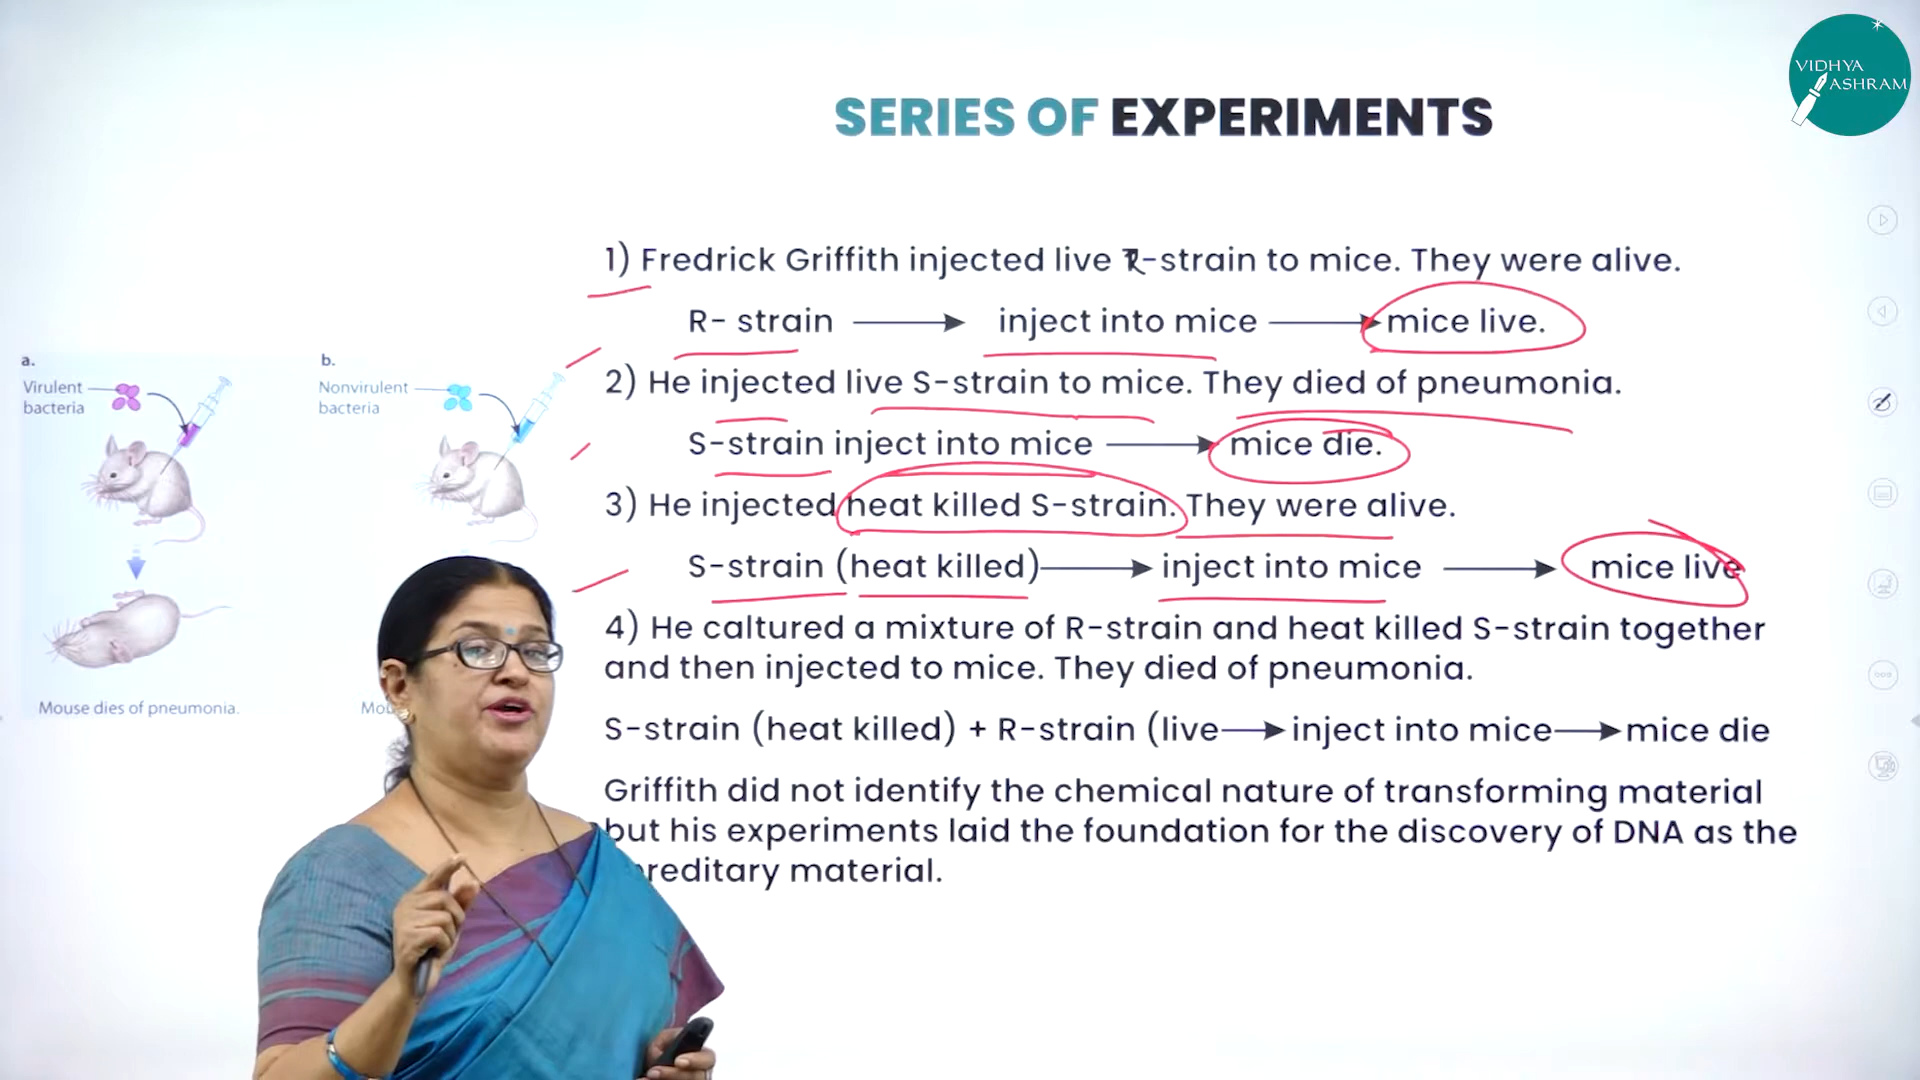 VIDHYA
ASHRAM
SERIES OF EXPERIMENTS
1) Fredrick Griffith injected live R-strain to mice. They were alive.
R- strain inject into mice mice live.
2) He injected live S-strain to mice. They died of pneumonia.
S-strain inject into mice mice die.
3) He injected heat killed S-strain. They were alive.
S-strain (heat killed) inject into mice mice live
4) He caltured a mixture of R-strain and heat killed S-strain together
and then injected to mice. They died of pneumonia.
S-strain (heat killed) + R-strain (live inject into mice mice die
Griffith did not identify the chemical nature of transforming material
but his experiments laid the foundation for the discovery of DNA as the
material.
a.
Virulent
bacteria
Mouse dies of pneumonia.
b.
Nonvirulent
bacteria